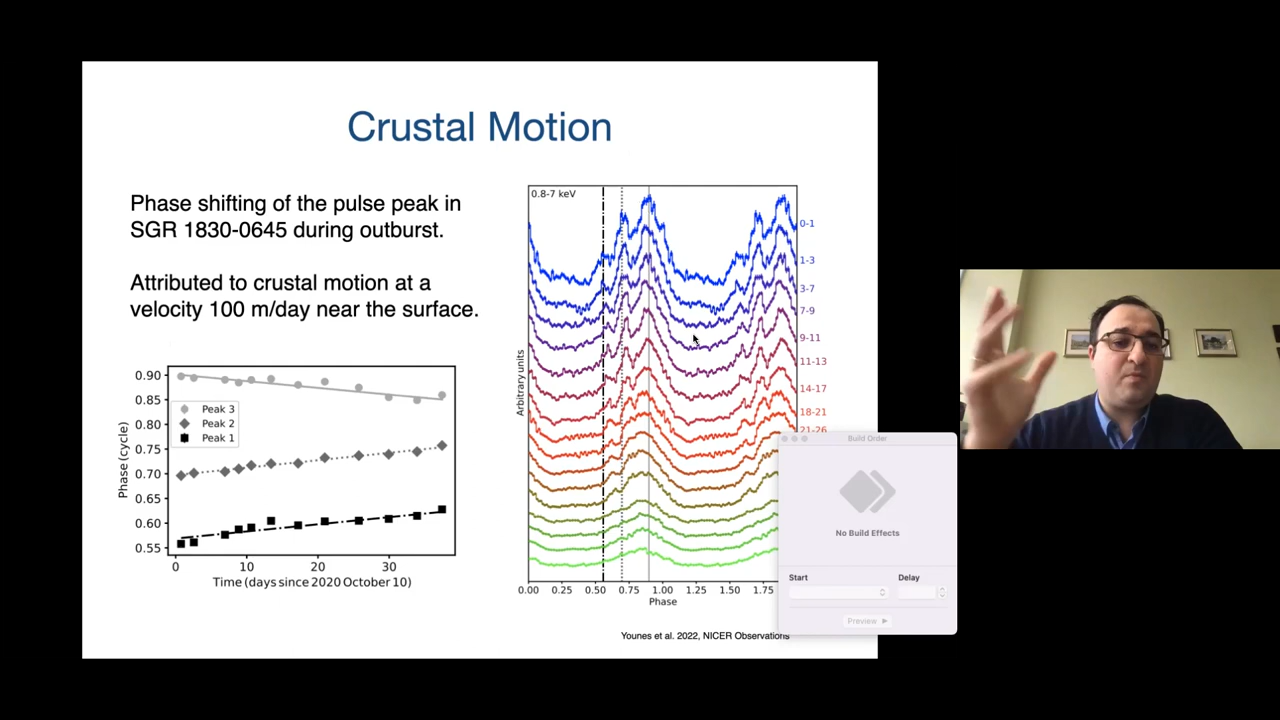 Crustal Motion
Phase shifting of the pulse peak in
SGR 1830-0645 during outburst.
Attributed to crustal motion at a
velocity 100 m/day near the surface.
0.90
0.85
0.80
0.75
0.70
0.65
0.60
0.55
Phase (cycle)
Peak 3
Peak 2
Peak 1
0
10
20
30
Time (days since 2020 October 10)
0.8-7 keV
Arbitrary units
0-1
1-3
3-7
7-9
9-11
11-13
14-17
18-21
21-26
0.00 0.25 0.50 0.75 1.00 1.25 1.50 1.75
Phase
Younes et al. 2022, NICER Observations
Build Order
No Build Effects
Start
Delay
Preview